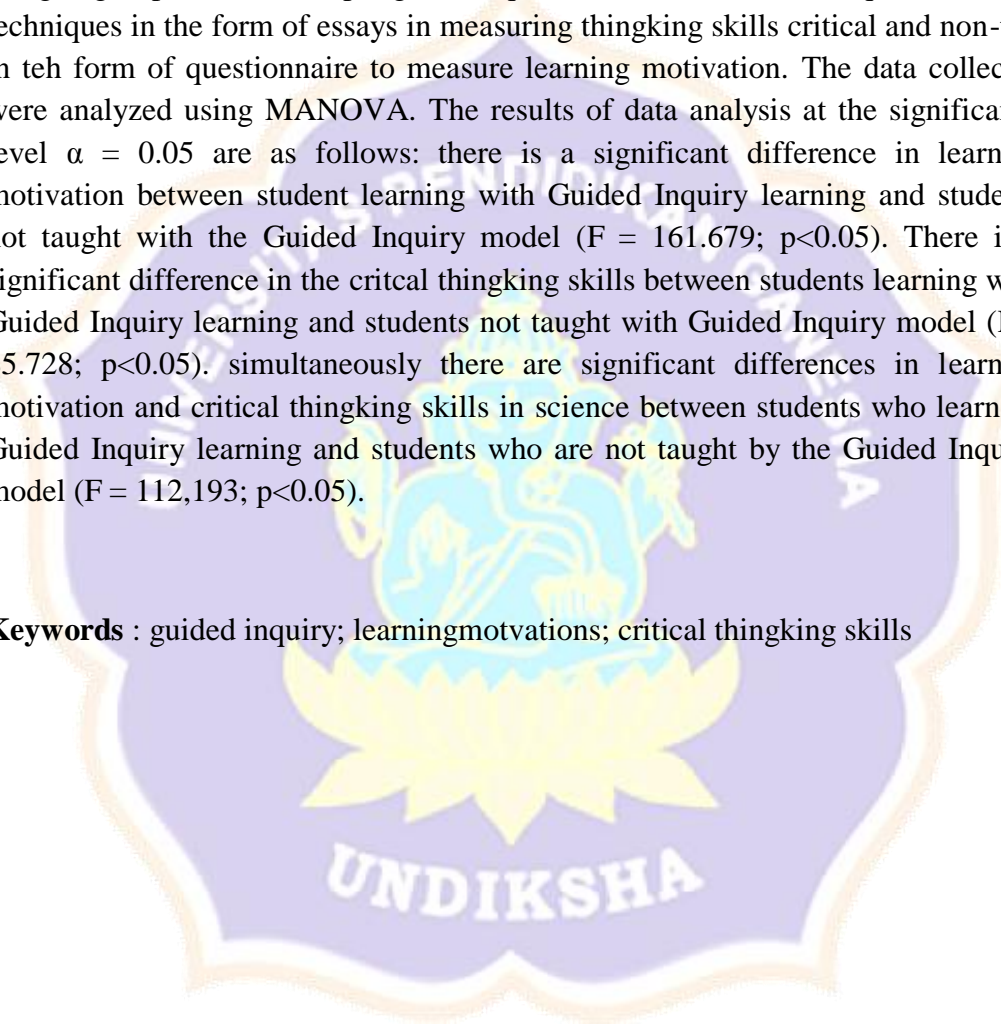 echniques in the form of essays in measuring thingking skills critical and non-
n teh form of questionnaire to measure learning motivation. The data collec
were analyzed using MANOVA. The results of data analysis at the significa
evel α = 0.05 are as follows: there is a significant difference in learn
motivation between student learning with Guided Inquiry learning and stude
ot taught with the Guided Inquiry model (F = 161.679; p<0.05). There i
significant difference in the critcal thingking skills between students learning w
Guided Inquiry learning and students not taught with Guided Inquiry model (
5.728; p<0.05). simultaneously there are significant differences in learn
motivation and critical thingking skills in science between students who learn
Guided Inquiry learning and students who are not taught by the Guided Inqu
model (F = 112,193; p<0.05).
Keywords : guided inquiry; learningmotvations; critical thingking skills
UNIVERSITAS PENDIDIKAN GANESHA
UNDIKSHA